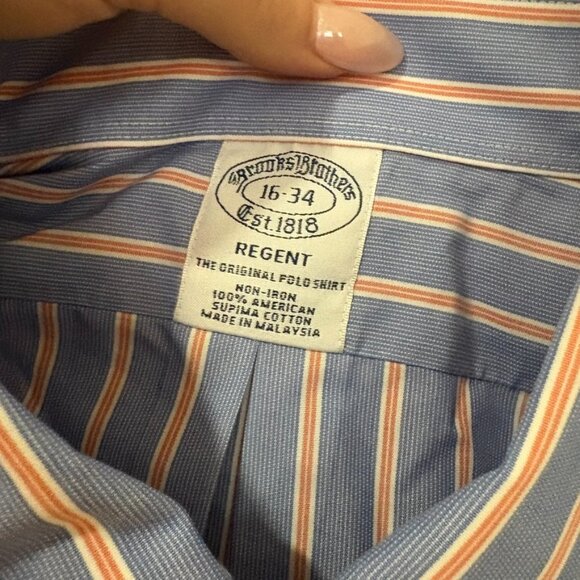 Brooks Brothers
16-34
Est. 1818
REGENT
THE ORIGINAL POLO SHIRT
NON-IRON
100% AMERICAN
SUPIMA COTTON
MADE IN MALAYSIA